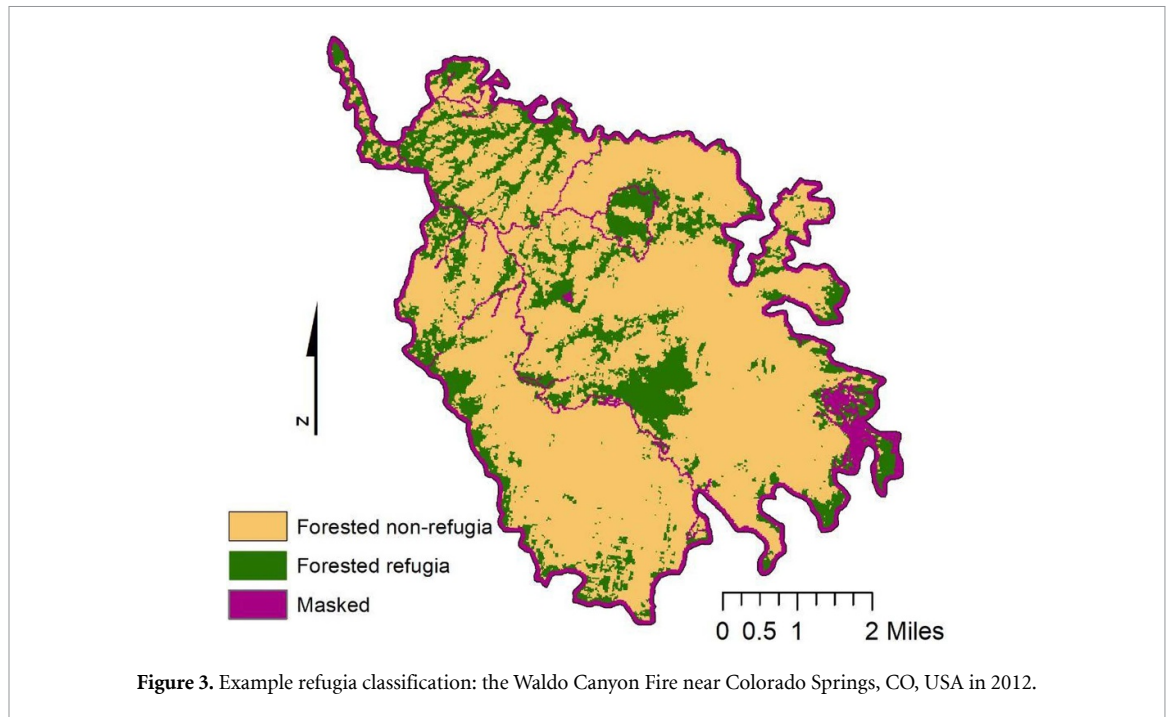 N
Forested non-refugia
Forested refugia
Masked
0 0.5 1 2 Miles
Figure 3. Example refugia classification: the Waldo Canyon Fire near Colorado Springs, CO, USA in 2012.